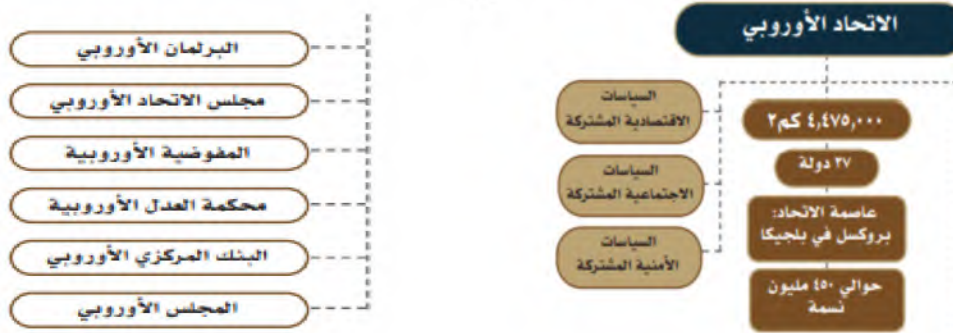 الاتحاد الأوروبي
٤,٤٧٥,٠٠٠ كم٢
٢٧ دولة
عاصمة الاتحاد:
بروكسل في بلجيكا
حوالي ٤٥٠ مليون
نسمة
السياسات
الاقتصادية المشتركة
السياسات
الاجتماعية المشتركة
السياسات
الأمنية المشتركة
البرلمان الأوروبي
مجلس الاتحاد الأوروبي
المفوضية الأوروبية
محكمة العدل الأوروبية
البنك المركزي الأوروبي
المجلس الأوروبي